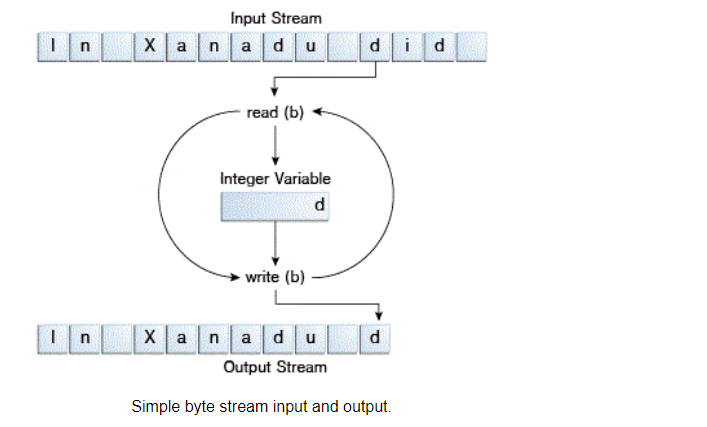 Input Stream
I n X a n a d u d i d
read (b)
Integer Variable
d
write (b)
I n X a n a d u d
Output Stream
Simple byte stream input and output.